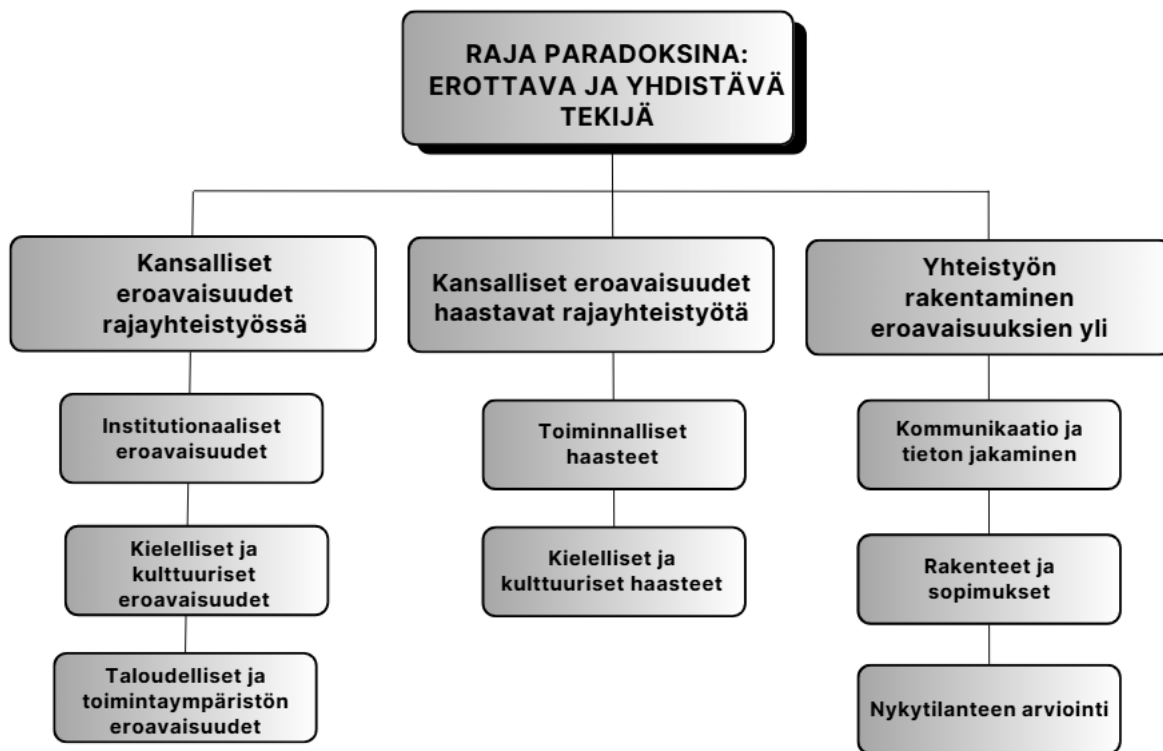 RAJA PARADOKSINA:
EROTTAVA JA YHDISTÄVÄ
TEKIJÄ
Kansalliset
eroavaisuudet
rajayhteistyössä
Institutionaaliset
eroavaisuudet
Kielelliset ja
kulttuuriset
eroavaisuudet
Taloudelliset ja
toimintaympäristön
eroavaisuudet
Kansalliset eroavaisuudet
haastavat rajayhteistyötä
Toiminnalliset
haasteet
Kielelliset ja
kulttuuriset haasteet
Yhteistyön
rakentaminen
eroavaisuuksien yli
Kommunikaatio ja
tieton jakaminen
Rakenteet ja
sopimukset
Nykytilanteen arviointi